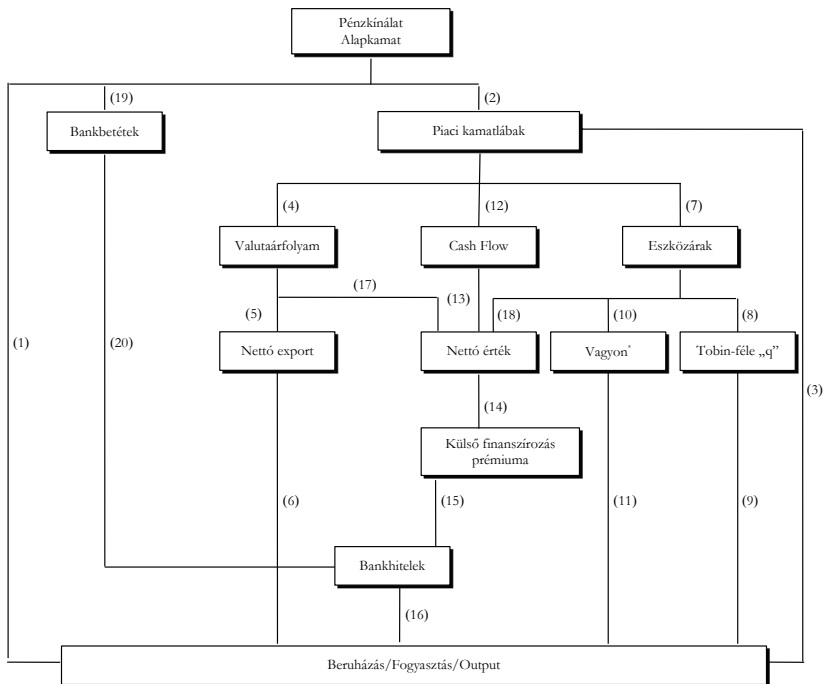 Pénzkínálat
Alapkamat
(19)
(2)
Bankbetétek
Piaci kamatlábak
(4)
(12)
(7)
Valutaárfolyam
Cash Flow
Eszközárak
(17)
(5)
(13)
(18)
(10)
(8)
(1)
(20)
Nettó export
Nettó érték
Vagyon*
Tobin-féle „q”
(3)
(14)
Külső finanszírozás
prémiuma
(6)
(15)
(11)
(9)
Bankhitelek
(16)
Beruházás/Fogyasztás/Output